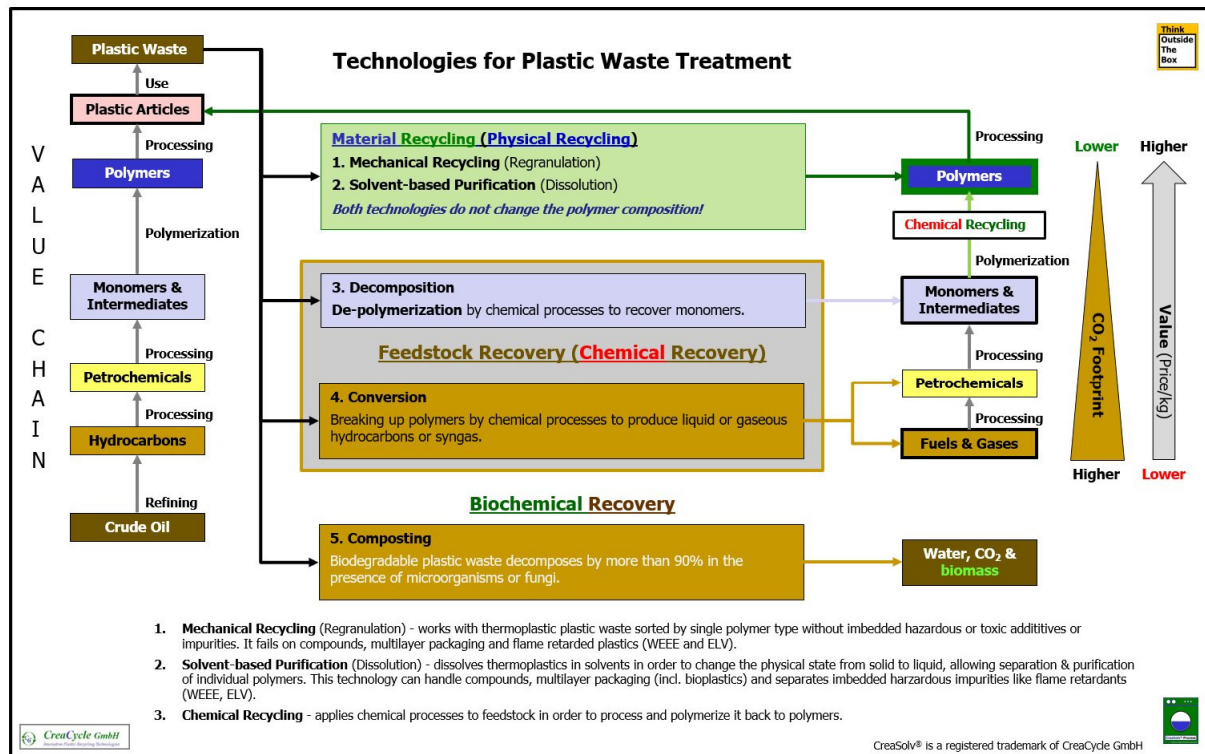 Technologies for Plastic Waste Treatment
Think
Outside
The
Box
VALUE CHAIN
Plastic Waste
Use
Plastic Articles
Processing
Polymers
Polymerization
Monomers &
Intermediates
Processing
Petrochemicals
Processing
Hydrocarbons
Refining
Crude Oil
Material Recycling (Physical Recycling)
1. Mechanical Recycling (Regranulation)
2. Solvent-based Purification (Dissolution)
Both technologies do not change the polymer composition!
3. Decomposition
De-polymerization by chemical processes to recover monomers.
Feedstock Recovery (Chemical Recovery)
4. Conversion
Breaking up polymers by chemical processes to produce liquid or gaseous
hydrocarbons or syngas.
Biochemical Recovery
5. Composting
Biodegradable plastic waste decomposes by more than 90% in the
presence of microorganisms or fungi.
Processing
Polymers
Chemical Recycling
Polymerization
Monomers &
Intermediates
Processing
Petrochemicals
Processing
Fuels & Gases
Water, CO2 &
biomass
Lower
CO2 Footprint
Higher
Higher
Value (Price/kg)
Lower
1. Mechanical Recycling (Regranulation) - works with thermoplastic plastic waste sorted by single polymer type without imbedded hazardous or toxic addititives or
impurities. It fails on compounds, multilayer packaging and flame retarded plastics (WEEE and ELV).
2. Solvent-based Purification (Dissolution) - dissolves thermoplastics in solvents in order to change the physical state from solid to liquid, allowing separation & purification
of individual polymers. This technology can handle compounds, multilayer packaging (incl. bioplastics) and separates imbedded harzardous impurities like flame retardants
(WEEE, ELV).
3. Chemical Recycling - applies chemical processes to feedstock in order to process and polymerize it back to polymers.
CreaCycle GmbH
CreaSolv® is a registered trademark of CreaCycle GmbH